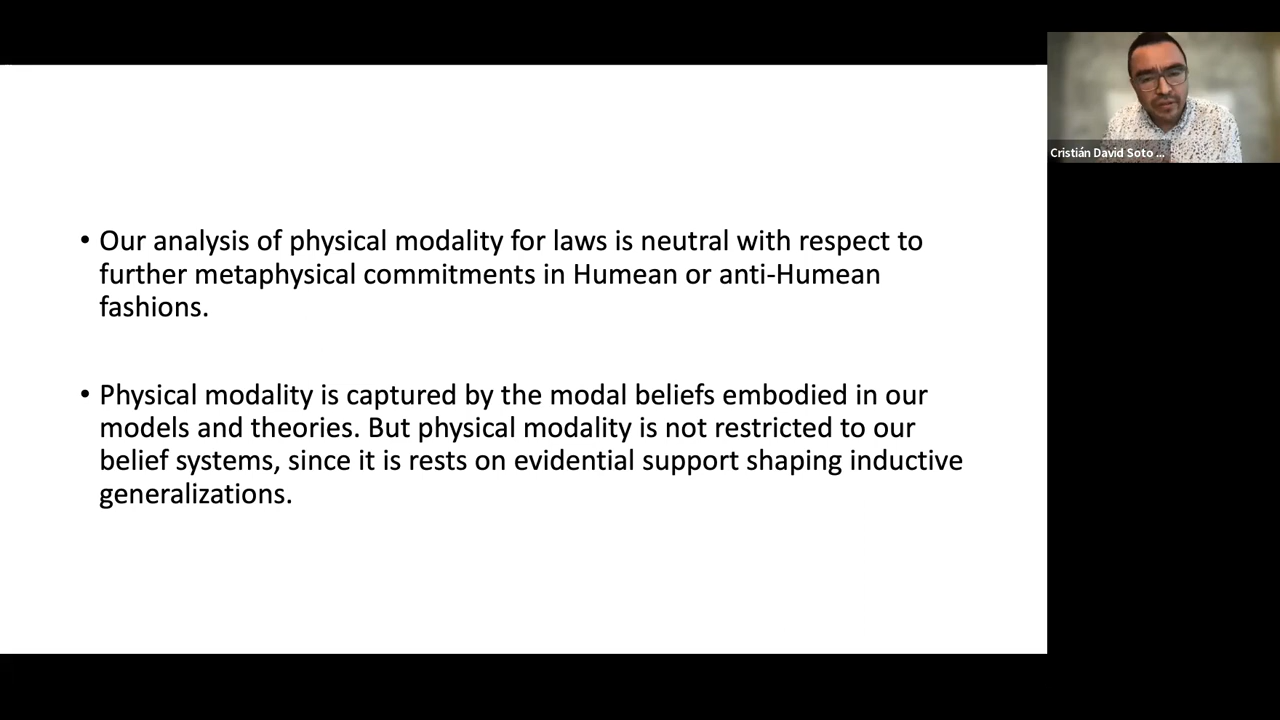 • Our analysis of physical modality for laws is neutral with respect to
further metaphysical commitments in Humean or anti-Humean
fashions.
• Physical modality is captured by the modal beliefs embodied in our
models and theories. But physical modality is not restricted to our
belief systems, since it is rests on evidential support shaping inductive
generalizations.
Cristián David Soto ...